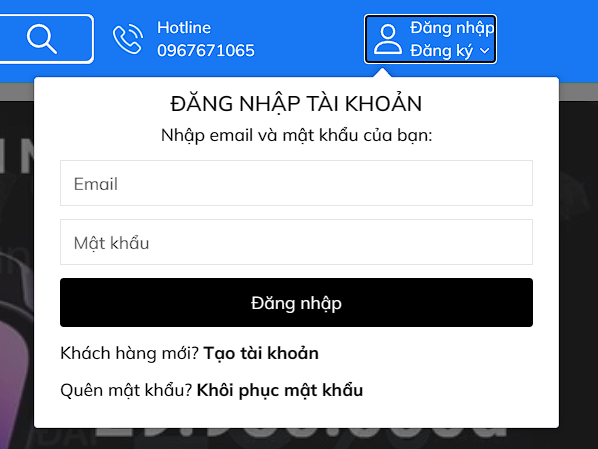 Hotline
0967671065
Đăng nhập
Đăng ký
ĐĂNG NHẬP TÀI KHOẢN
Nhập email và mật khẩu của bạn:
Email
Mật khẩu
Đăng nhập
Khách hàng mới? Tạo tài khoản
Quên mật khẩu? Khôi phục mật khẩu